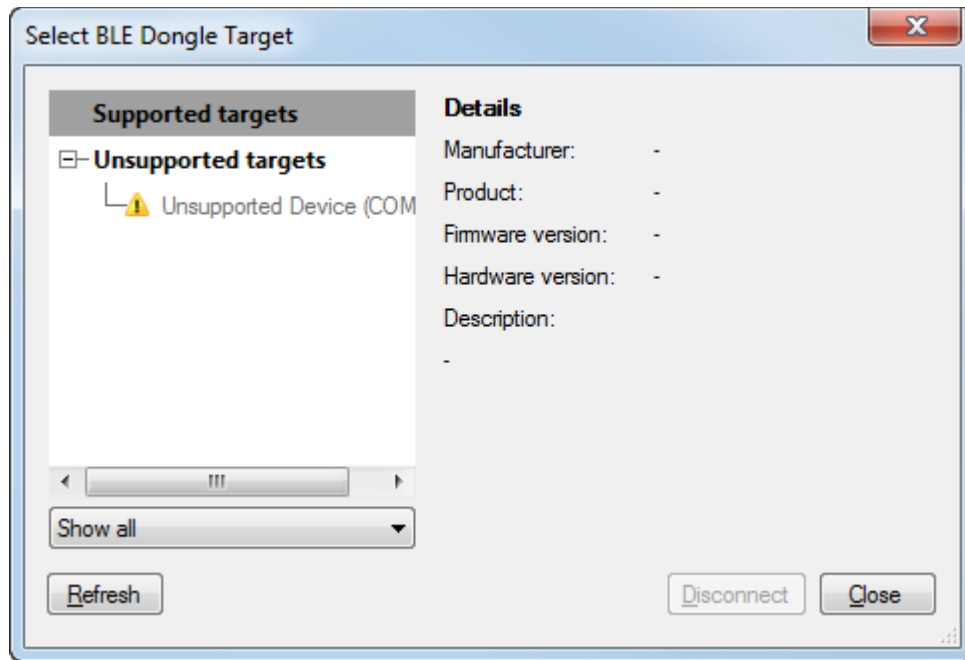 Select BLE Dongle Target
Supported targets
Unsupported targets
Unsupported Device (COM
Show all
Refresh
Details
Manufacturer: -
Product: -
Firmware version: -
Hardware version: -
Description:
-
Disconnect
Close